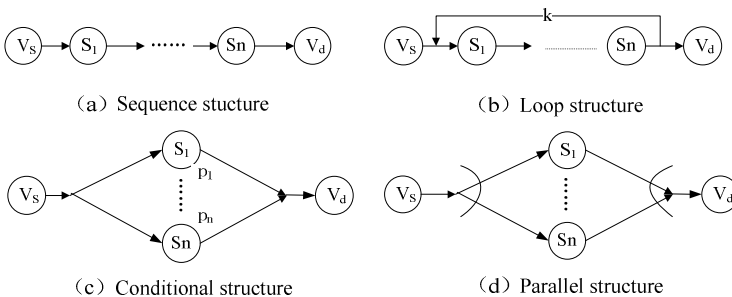 k
Vs S1 ...... Sn Vd
Vs S1 Sn Vd
(a) Sequence stucture
(b) Loop structure
S1
p1
Vs Vd
pn
Sn
S1
Vs Vd
Sn
(c) Conditional structure
(d) Parallel structure